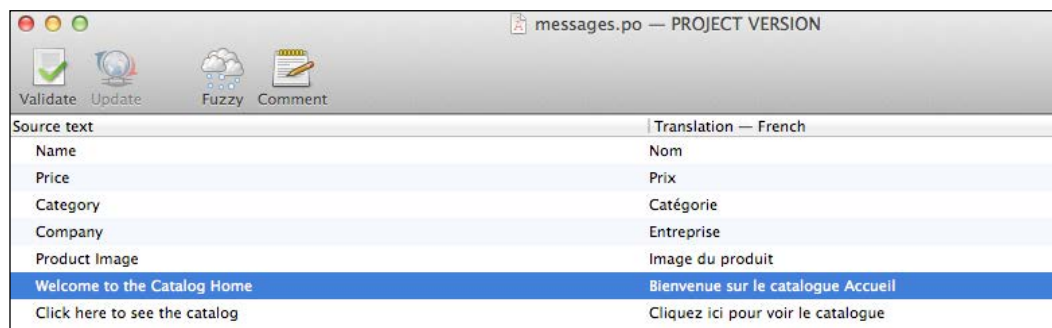 messages.po — PROJECT VERSION
Validate Update Fuzzy Comment
Source text Translation — French
Name Nom
Price Prix
Category Catégorie
Company Entreprise
Product Image Image du produit
Welcome to the Catalog Home Bienvenue sur le catalogue Accueil
Click here to see the catalog Cliquez ici pour voir le catalogue